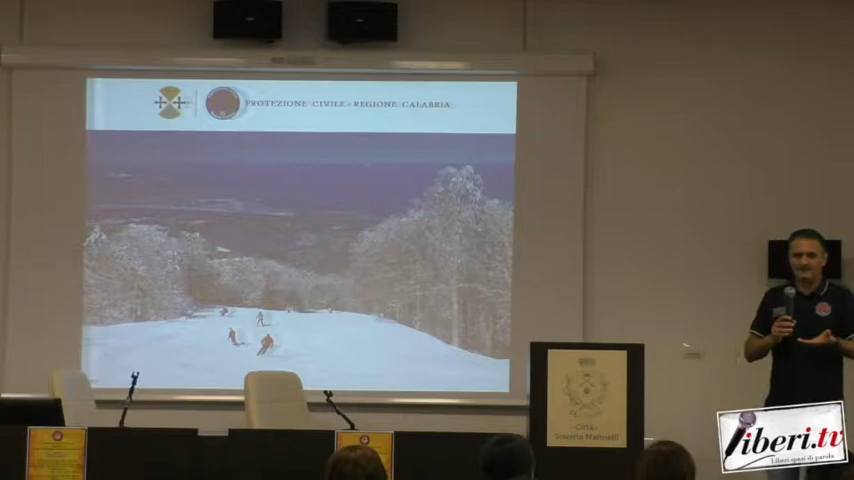 PROTEZIONE CIVILE - REGIONE CALABRIA
Città
Soveria Mannelli
liberi.tv
Liberi spazi di parola